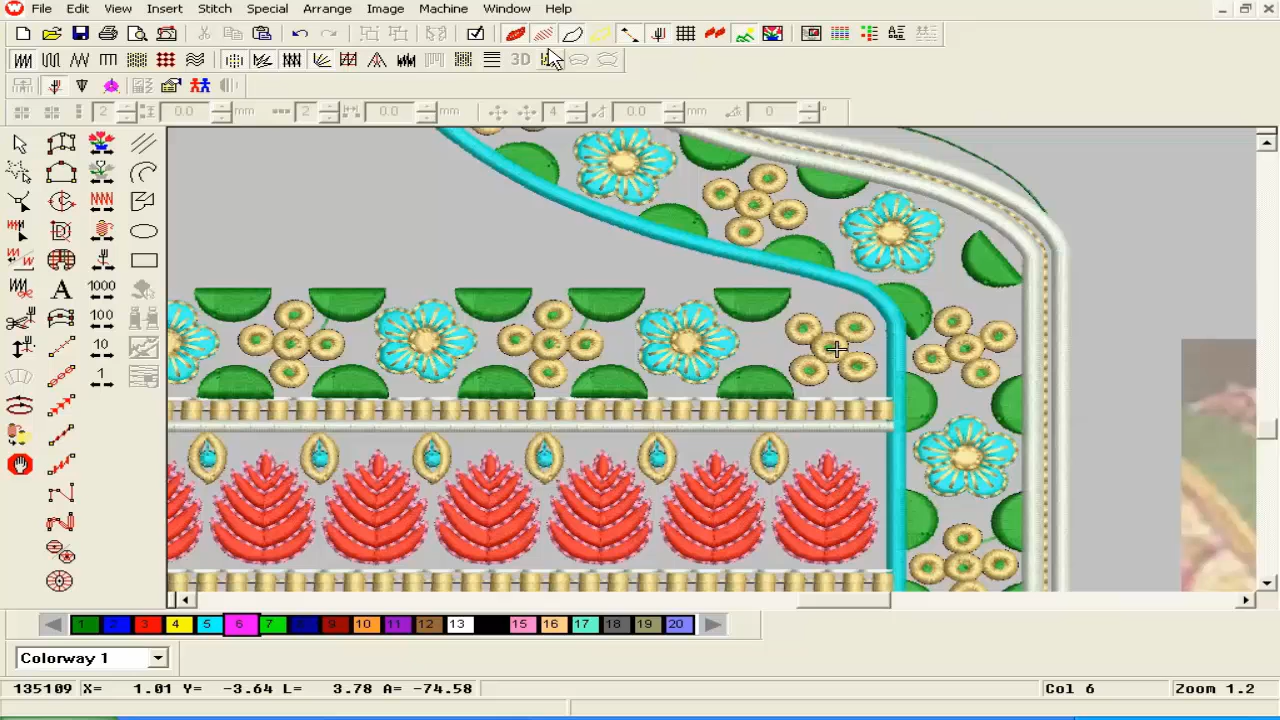 File Edit View Insert Stitch Special Arrange Image Machine Window Help
3D
2 0.0 mm 2 0.0 mm 4 0.0 mm 0
A 1000
100
10
1
1 2 3 4 5 6 7 9 10 11 12 13 15 16 17 18 19 20
Colorway 1
135109 X= 1.01 Y= -3.64 L= 3.78 A= -74.58 Col 6 Zoom 1.2